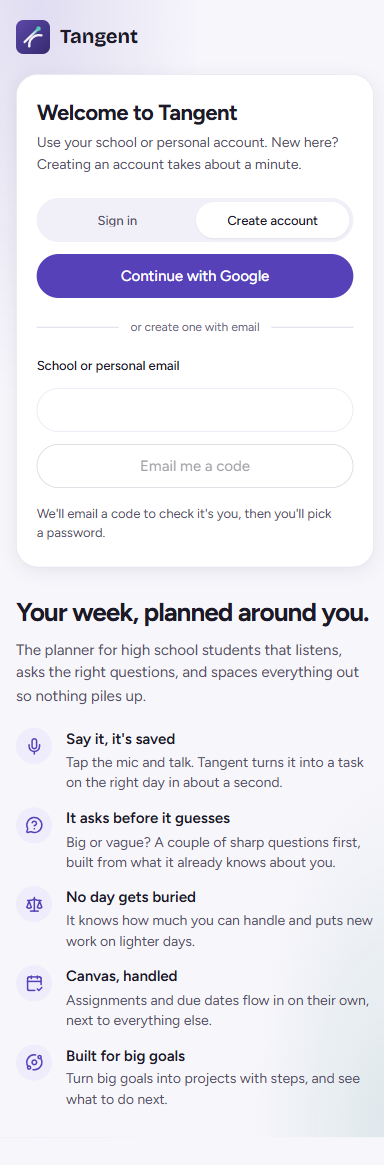 Tangent
Welcome to Tangent
Use your school or personal account. New here?
Creating an account takes about a minute.
Sign in
Create account
Continue with Google
or create one with email
School or personal email
Email me a code
We'll email a code to check it's you, then you'll pick
a password.
Your week, planned around you.
The planner for high school students that listens,
asks the right questions, and spaces everything out
so nothing piles up.
Say it, it's saved
Tap the mic and talk. Tangent turns it into a task
on the right day in about a second.
It asks before it guesses
Big or vague? A couple of sharp questions first,
built from what it already knows about you.
No day gets buried
It knows how much you can handle and puts new
work on lighter days.
Canvas, handled
Assignments and due dates flow in on their own,
next to everything else.
Built for big goals
Turn big goals into projects with steps, and see
what to do next.